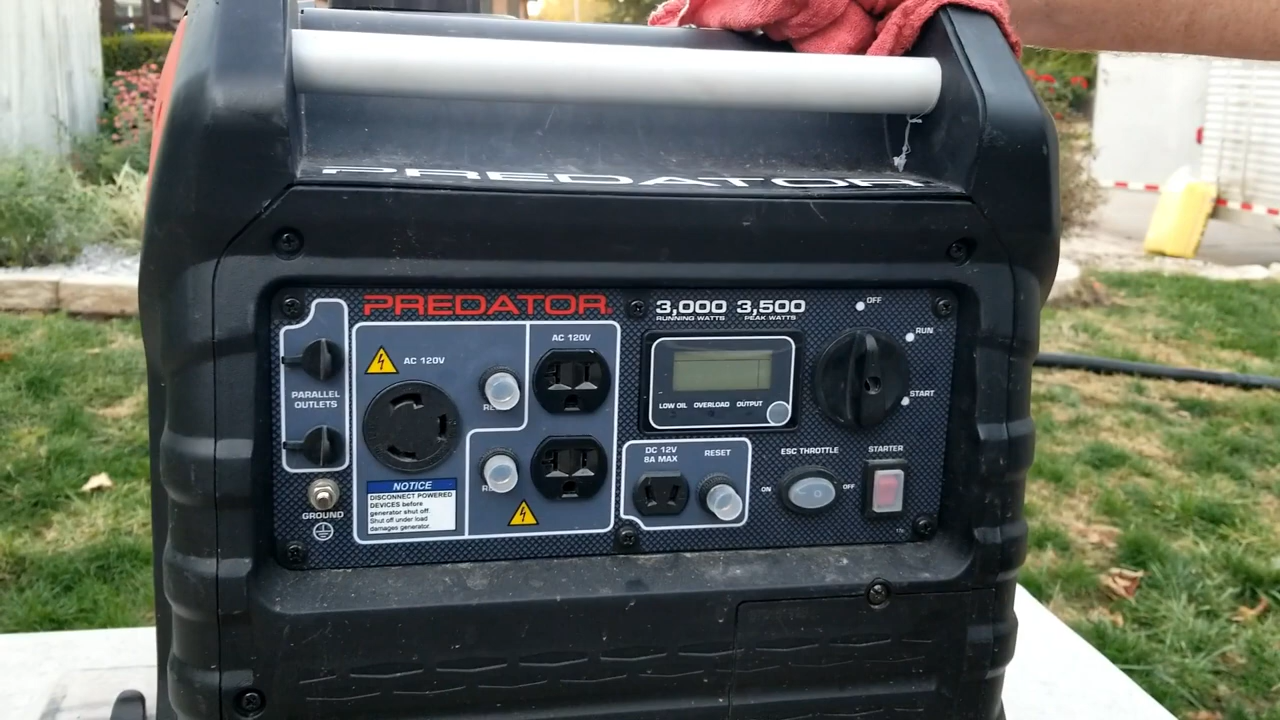 PREDATOR
PREDATOR
3,000 3,500
RUNNING WATTS PEAK WATTS
OFF
RUN
START
AC 120V
AC 120V
PARALLEL
OUTLETS
LOW OIL OVERLOAD OUTPUT
DC 12V
8A MAX
RESET
ESC THROTTLE
ON
OFF
STARTER
GROUND
NOTICE
DISCONNECT POWERED
DEVICES before
generator shut off.
Shut off under load
damages generator.